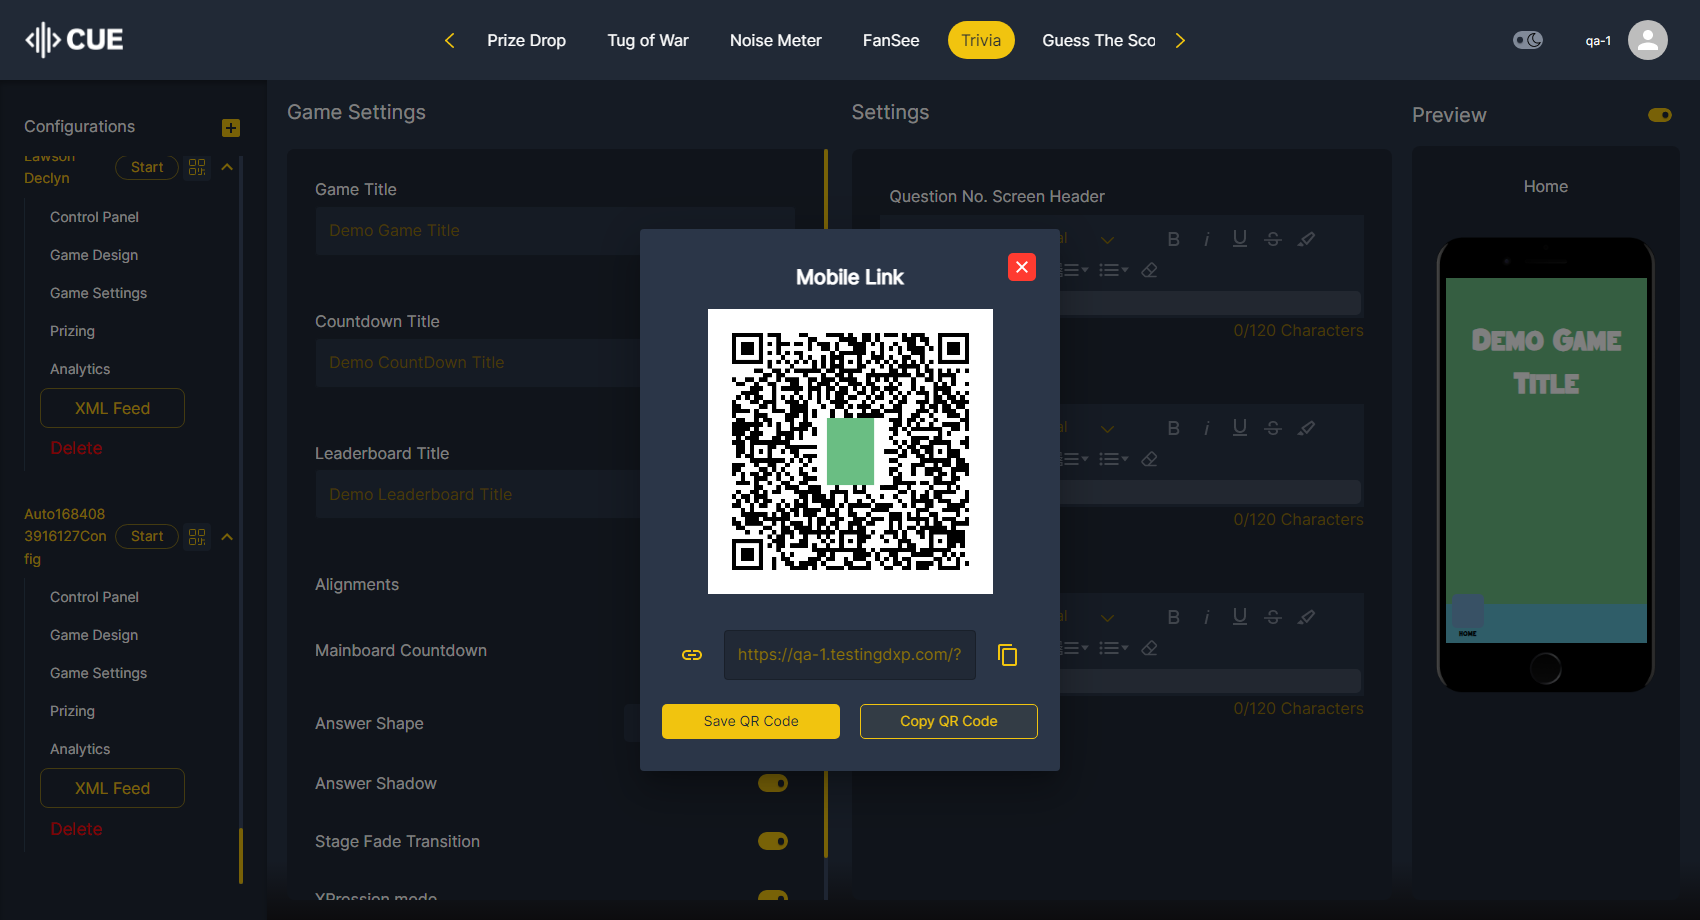 CUE
Prize Drop
Tug of War
Noise Meter
FanSee
Trivia
Guess The Sco
qa-1
Configurations
Lawson
Declyn
Start
Control Panel
Game Design
Game Settings
Prizing
Analytics
XML Feed
Delete
Auto168408
3916127Con
fig
Start
Control Panel
Game Design
Game Settings
Prizing
Analytics
XML Feed
Delete
Game Settings
Game Title
Demo Game Title
Countdown Title
Demo CountDown Title
Leaderboard Title
Demo Leaderboard Title
Alignments
Mainboard Countdown
Answer Shape
Answer Shadow
Stage Fade Transition
XPression mode
Mobile Link
https://qa-1.testingdxp.com/?
Save QR Code
Copy QR Code
Settings
Question No. Screen Header
B i U S
0/120 Characters
B i U S
0/120 Characters
B i U S
0/120 Characters
Preview
Home
Demo Game
Title
HOME